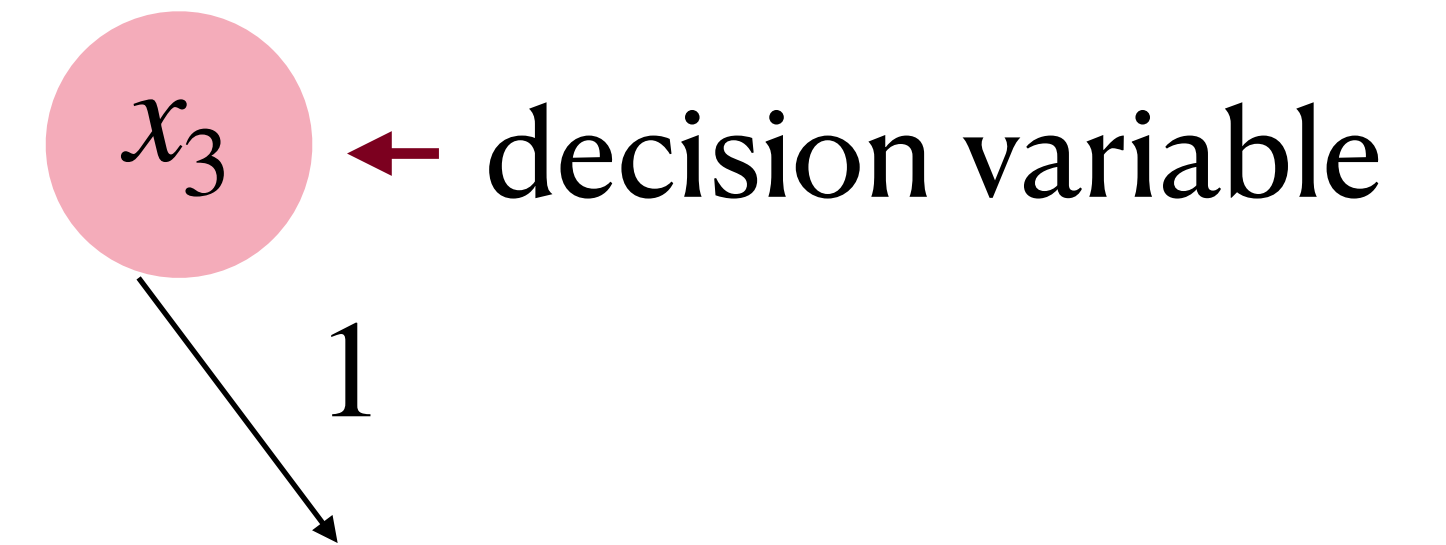 x₃
decision variable
1